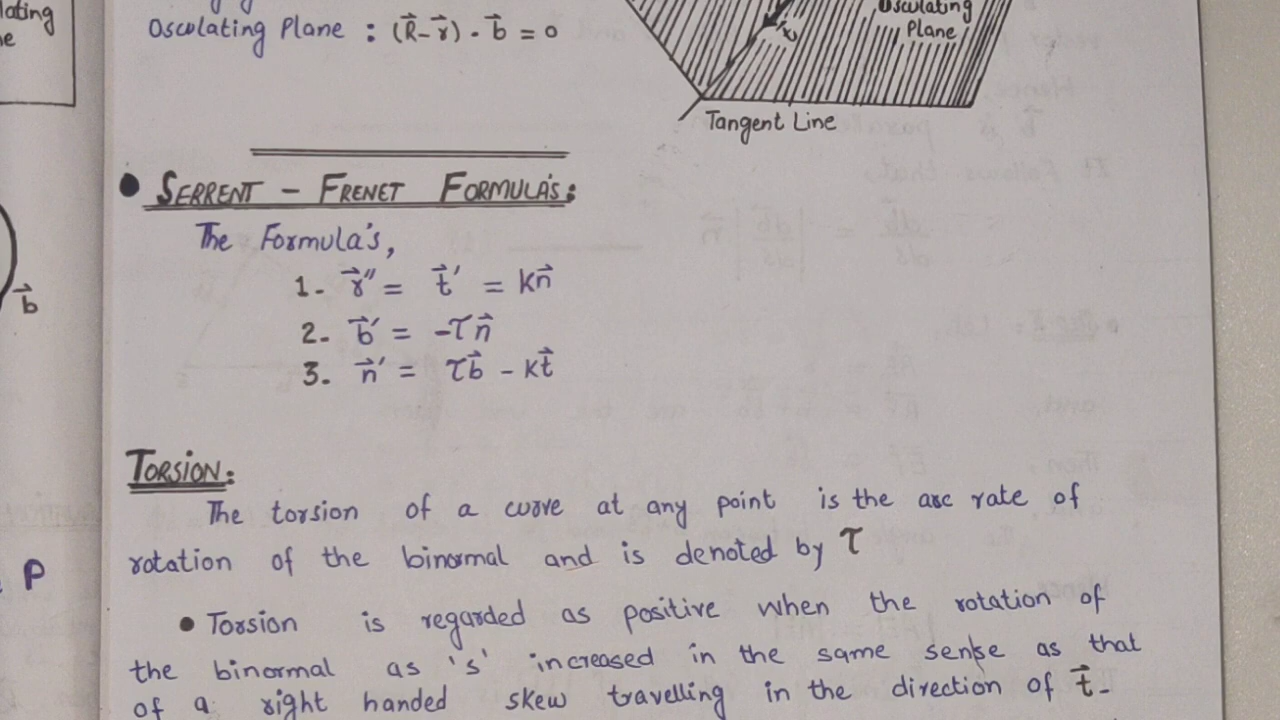 lating
Osculating Plane : (R⃗-r⃗) . b⃗ = 0
Osculating
Plane
Tangent Line
t⃗
b⃗
• SERRENT - FRENET FORMULA'S:
The Formula's,
1. r⃗'' = t⃗' = kn⃗
2. b⃗' = -τn⃗
3. n⃗' = τb⃗ - kt⃗
TORSION:
The torsion of a curve at any point is the arc rate of
rotation of the binormal and is denoted by τ
P
• Torsion is regarded as positive when the rotation of
the binormal as 's' increased in the same sense as that
of a right handed skew travelling in the direction of t⃗-